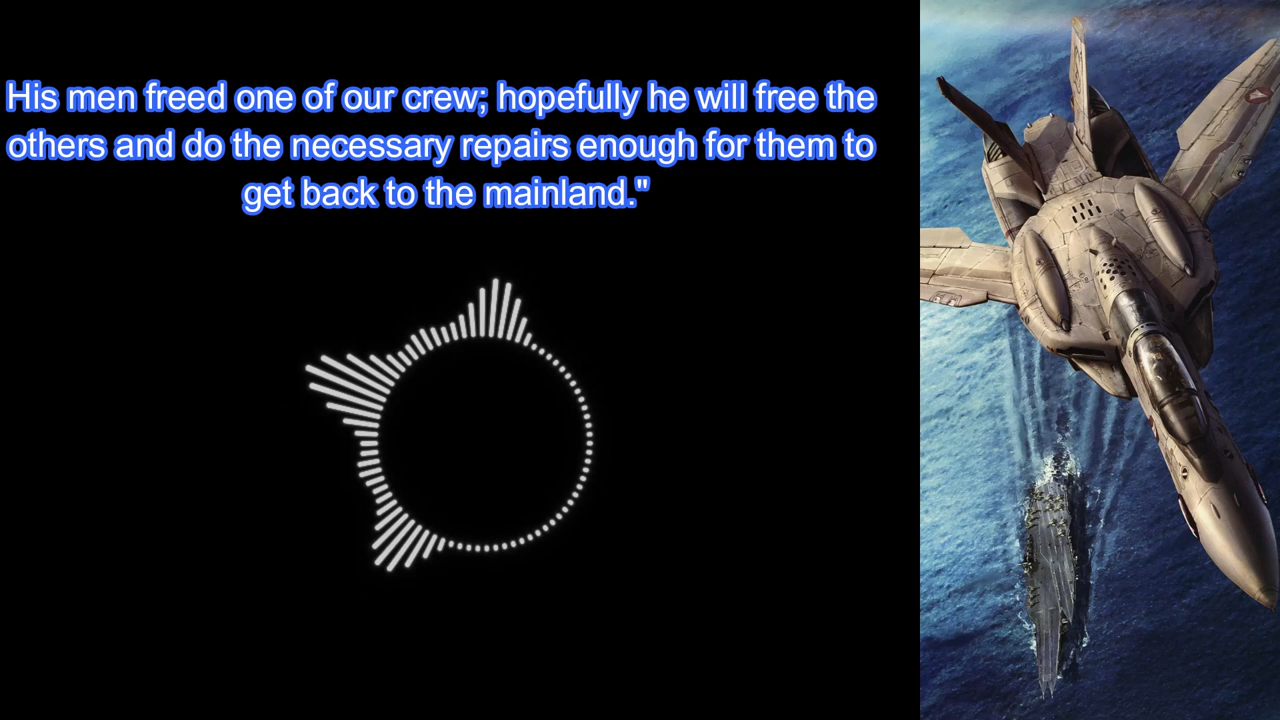 His men freed one of our crew; hopefully he will free the
others and do the necessary repairs enough for them to
get back to the mainland."